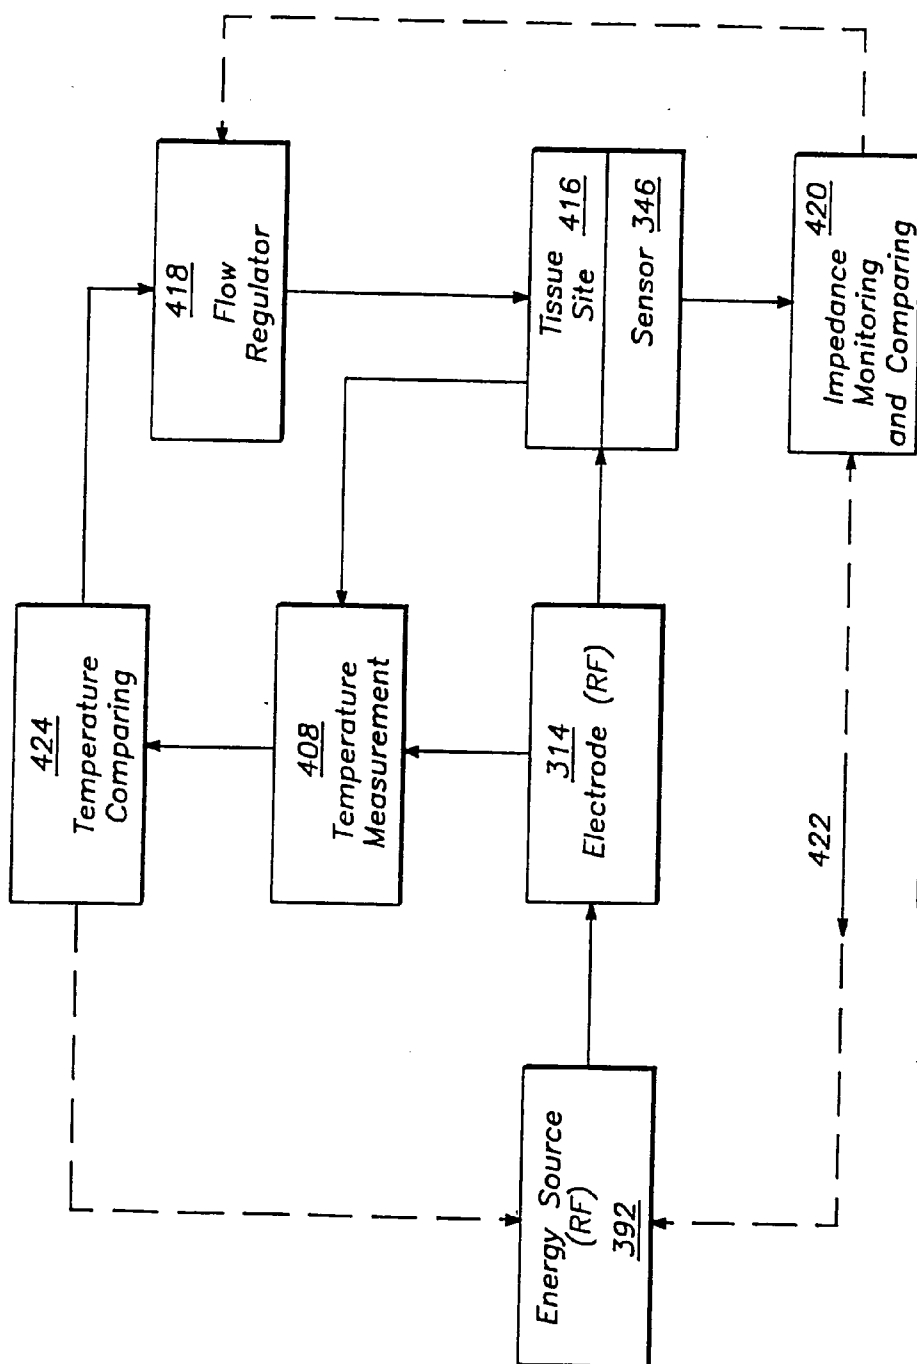 424
Temperature
Comparing
418
Flow
Regulator
408
Temperature
Measurement
Energy Source
(RF)
392
314
Electrode (RF)
Tissue
Site 416
Sensor 346
422
420
Impedance
Monitoring
and Comparing